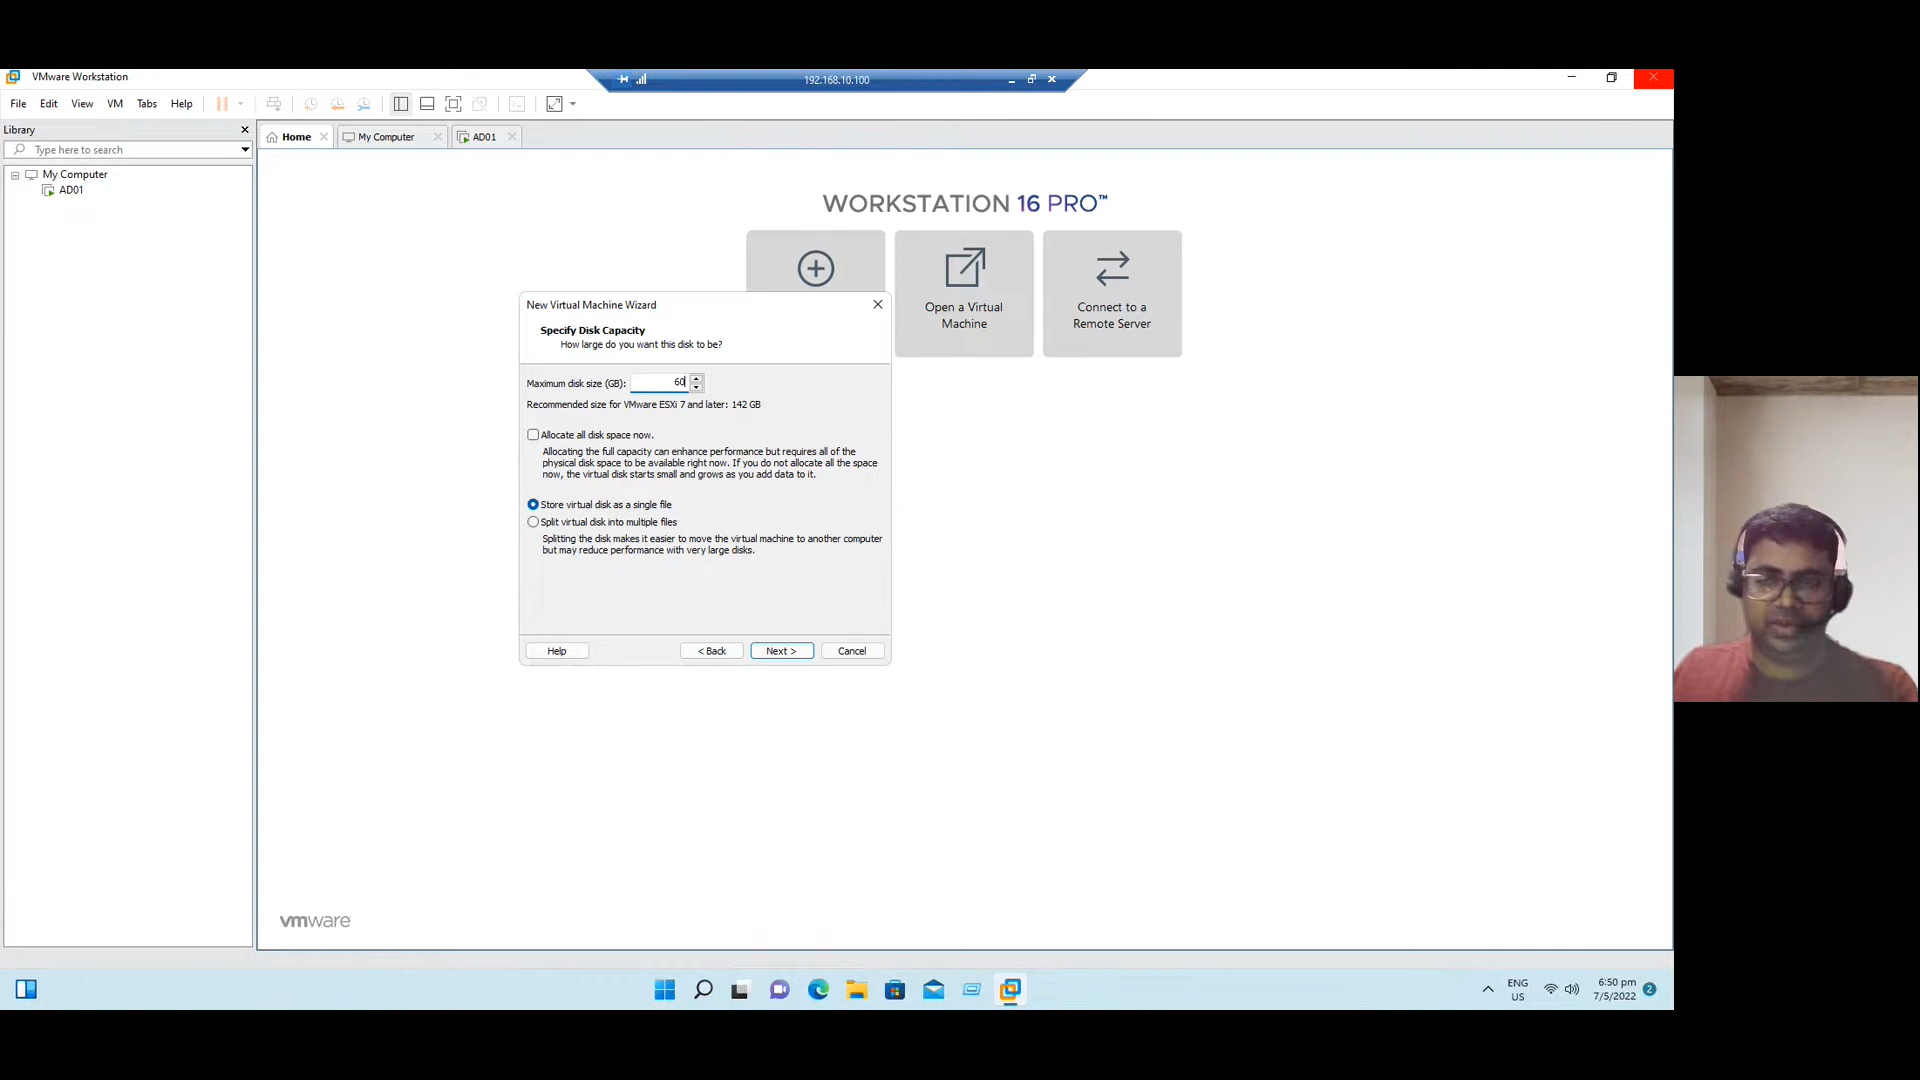 VMware Workstation
192.168.10.100
File Edit View VM Tabs Help
Library
Type here to search
My Computer
AD01
Home
My Computer
AD01
WORKSTATION 16 PRO™
Open a Virtual
Machine
Connect to a
Remote Server
New Virtual Machine Wizard
Specify Disk Capacity
How large do you want this disk to be?
Maximum disk size (GB): 60
Recommended size for VMware ESXi 7 and later: 142 GB
Allocate all disk space now.
Allocating the full capacity can enhance performance but requires all of the
physical disk space to be available right now. If you do not allocate all the space
now, the virtual disk starts small and grows as you add data to it.
Store virtual disk as a single file
Split virtual disk into multiple files
Splitting the disk makes it easier to move the virtual machine to another computer
but may reduce performance with very large disks.
Help
< Back
Next >
Cancel
vmware
ENG
US
6:50 pm
7/5/2022
2